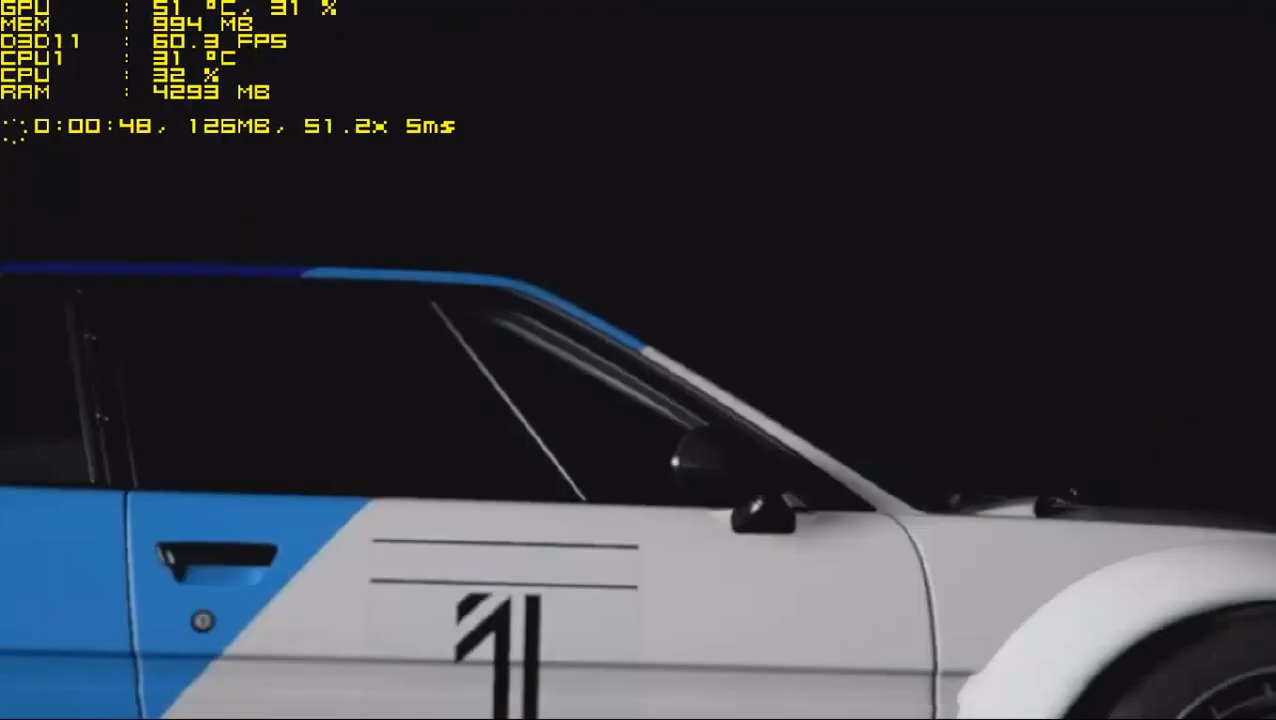 GPU : 51 °C, 31 %
MEM : 994 MB
D3D11 : 60.3 FPS
CPU1 : 31 °C
CPU : 32 %
RAM : 4293 MB
0:00:48, 126MB, 51.2x 5ms
1